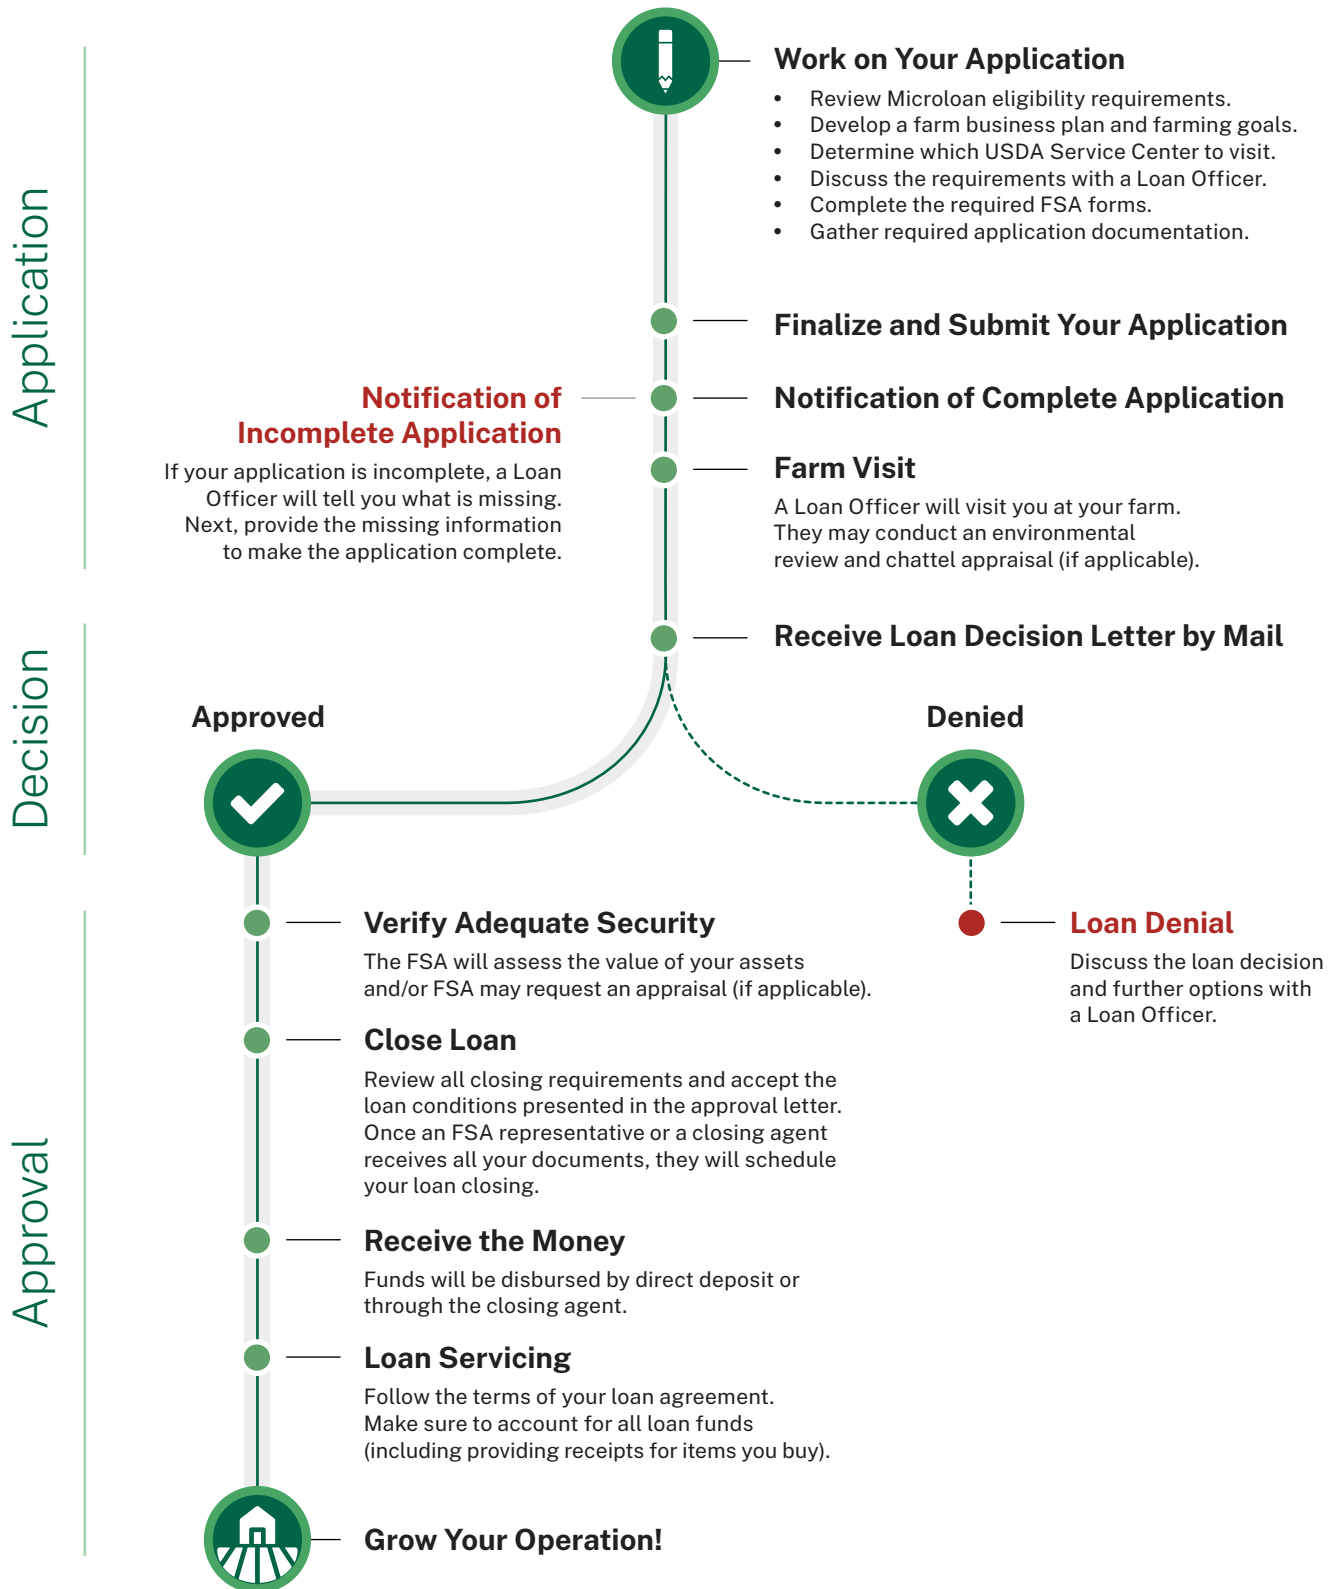 Application
Work on Your Application
• Review Microloan eligibility requirements.
• Develop a farm business plan and farming goals.
• Determine which USDA Service Center to visit.
• Discuss the requirements with a Loan Officer.
• Complete the required FSA forms.
• Gather required application documentation.
Finalize and Submit Your Application
Notification of
Incomplete Application
If your application is incomplete, a Loan
Officer will tell you what is missing.
Next, provide the missing information
to make the application complete.
Notification of Complete Application
Farm Visit
A Loan Officer will visit you at your farm.
They may conduct an environmental
review and chattel appraisal (if applicable).
Decision
Receive Loan Decision Letter by Mail
Approved
Denied
Approval
Verify Adequate Security
The FSA will assess the value of your assets
and/or FSA may request an appraisal (if applicable).
Loan Denial
Discuss the loan decision
and further options with
a Loan Officer.
Close Loan
Review all closing requirements and accept the
loan conditions presented in the approval letter.
Once an FSA representative or a closing agent
receives all your documents, they will schedule
your loan closing.
Receive the Money
Funds will be disbursed by direct deposit or
through the closing agent.
Loan Servicing
Follow the terms of your loan agreement.
Make sure to account for all loan funds
(including providing receipts for items you buy).
Grow Your Operation!